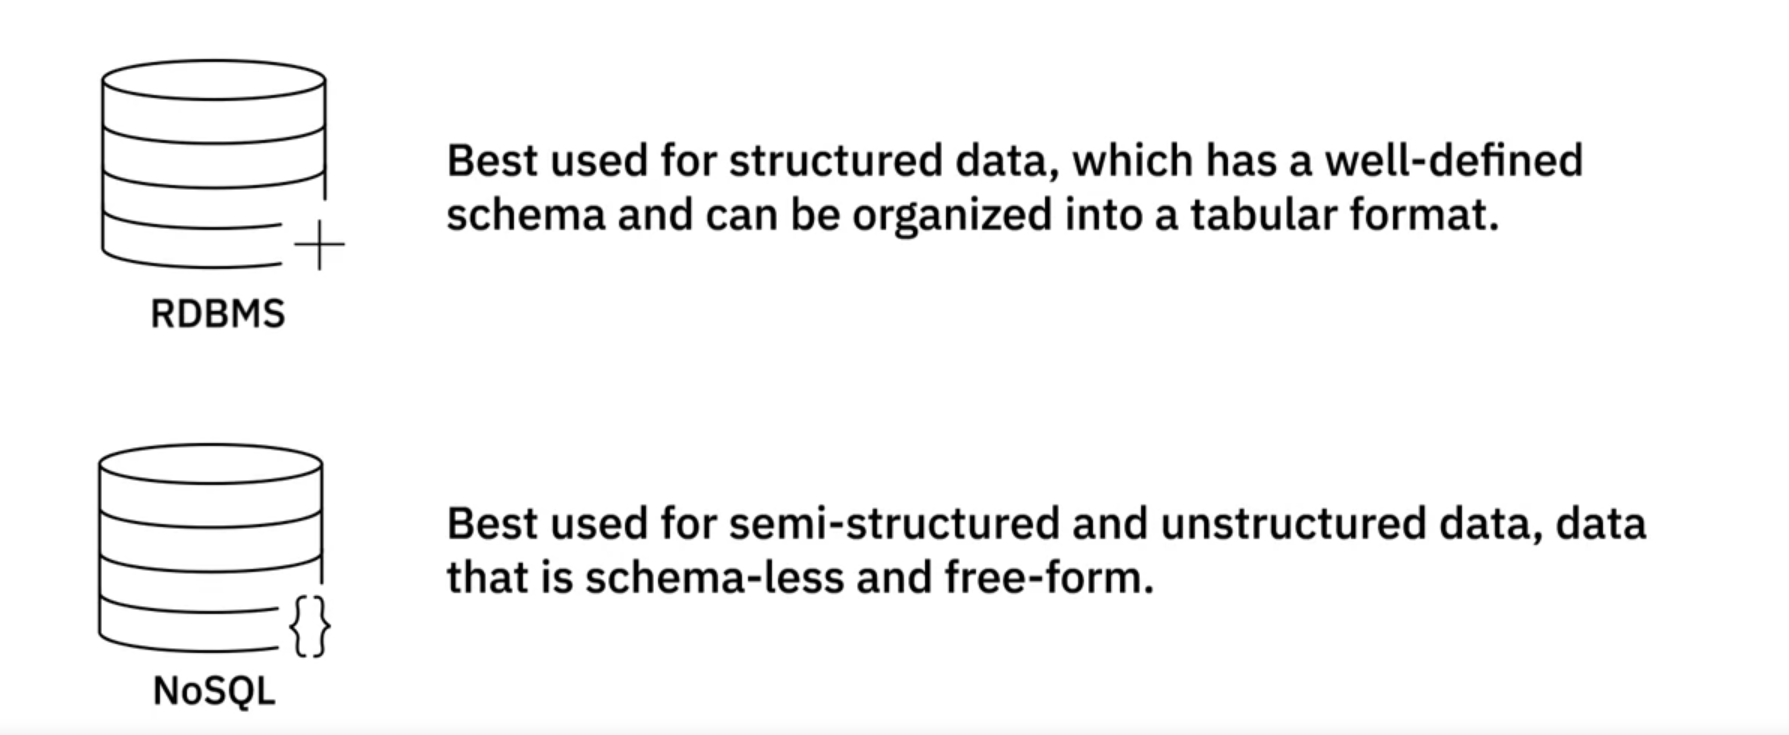 Best used for structured data, which has a well-defined
schema and can be organized into a tabular format.
RDBMS
Best used for semi-structured and unstructured data, data
that is schema-less and free-form.
{}
NoSQL